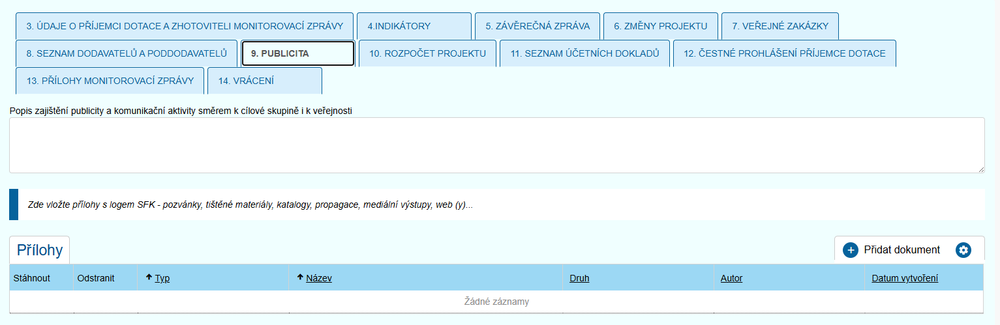 3. ÚDAJE O PŘÍJEMCI DOTACE A ZHOTOVITELI MONITOROVACÍ ZPRÁVY 4.INDIKÁTORY 5. ZÁVĚREČNÁ ZPRÁVA 6. ZMĚNY PROJEKTU 7. VEŘEJNÉ ZAKÁZKY
8. SEZNAM DODAVATELŮ A PODDODAVATELŮ 9. PUBLICITA 10. ROZPOČET PROJEKTU 11. SEZNAM ÚČETNÍCH DOKLADŮ 12. ČESTNÉ PROHLÁŠENÍ PŘÍJEMCE DOTACE
13. PŘÍLOHY MONITOROVACÍ ZPRÁVY 14. VRÁCENÍ
Popis zajištění publicity a komunikační aktivity směrem k cílové skupině i k veřejnosti
Zde vložte přílohy s logem SFK - pozvánky, tištěné materiály, katalogy, propagace, mediální výstupy, web (y)...
Přílohy Přidat dokument
Stáhnout Odstranit Typ Název Druh Autor Datum vytvoření
Žádné záznamy